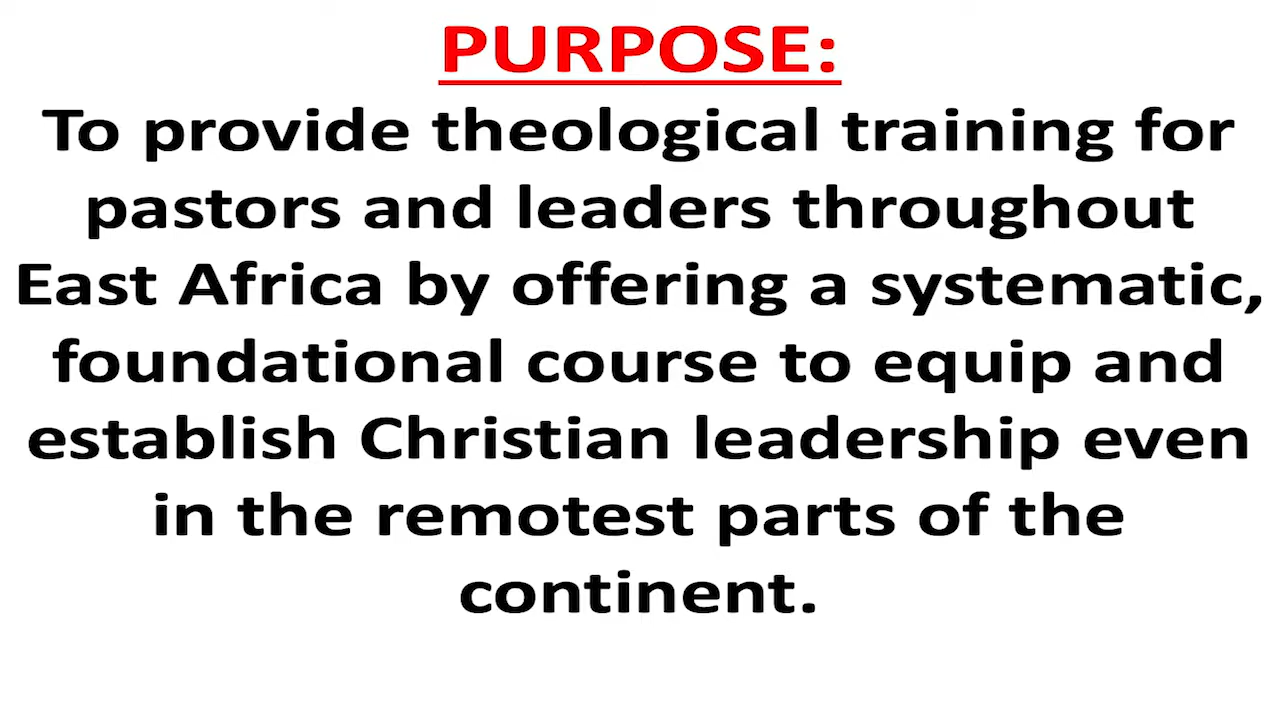 PURPOSE:
To provide theological training for
pastors and leaders throughout
East Africa by offering a systematic,
foundational course to equip and
establish Christian leadership even
in the remotest parts of the
continent.